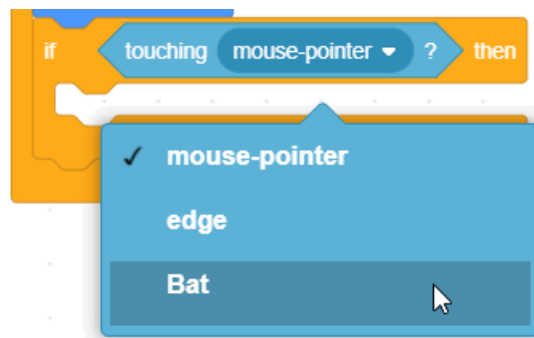 if touching mouse-pointer ? then
mouse-pointer
edge
Bat